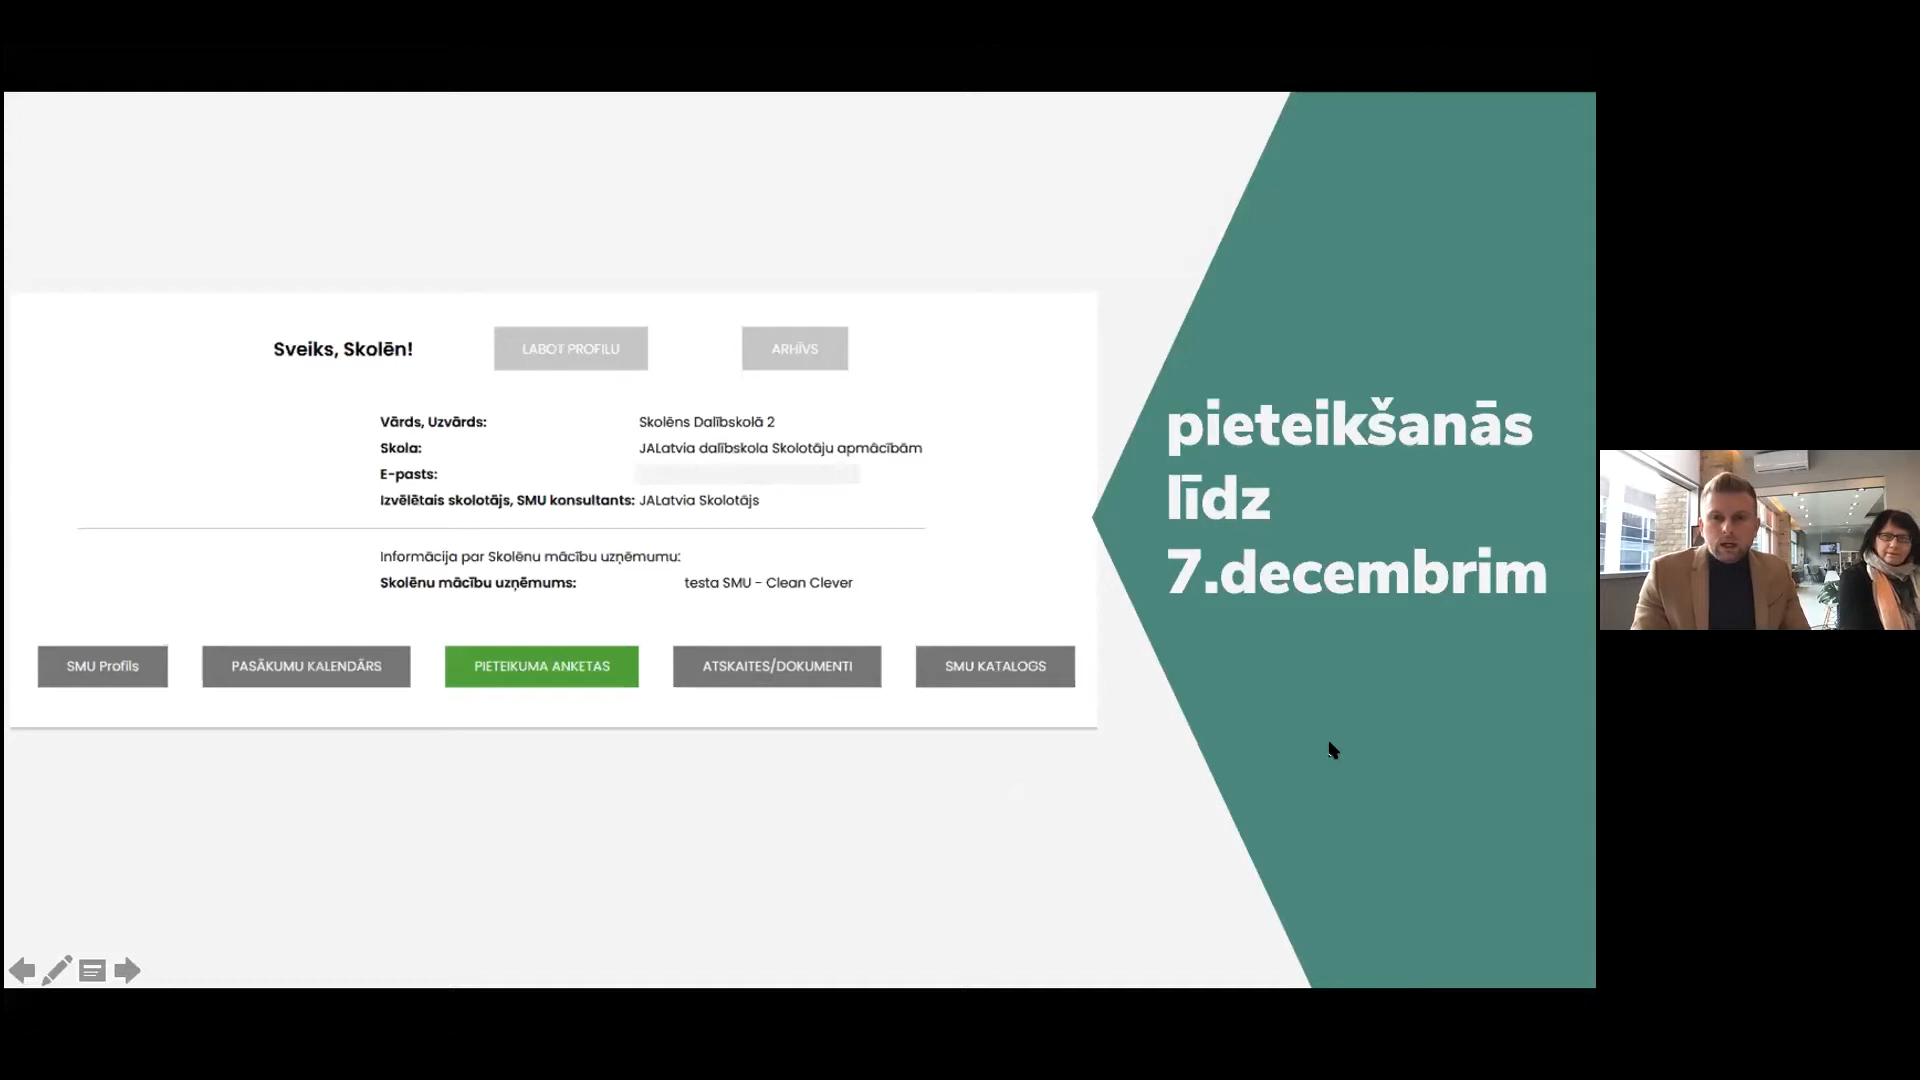 Sveiks, Skolēn!
LABOT PROFILU
ARHĪVS
Vārds, Uzvārds: Skolēns Dalībskolā 2
Skola: JALatvia dalībskola Skolotāju apmācībām
E-pasts:
Izvēlētais skolotājs, SMU konsultants: JALatvia Skolotājs
Informācija par Skolēnu mācību uzņēmumu:
Skolēnu mācību uzņēmums: testa SMU - Clean Clever
SMU Profils
PASĀKUMU KALENDĀRS
PIETEIKUMA ANKETAS
ATSKAITES/DOKUMENTI
SMU KATALOGS
pieteikšanās
līdz
7.decembrim